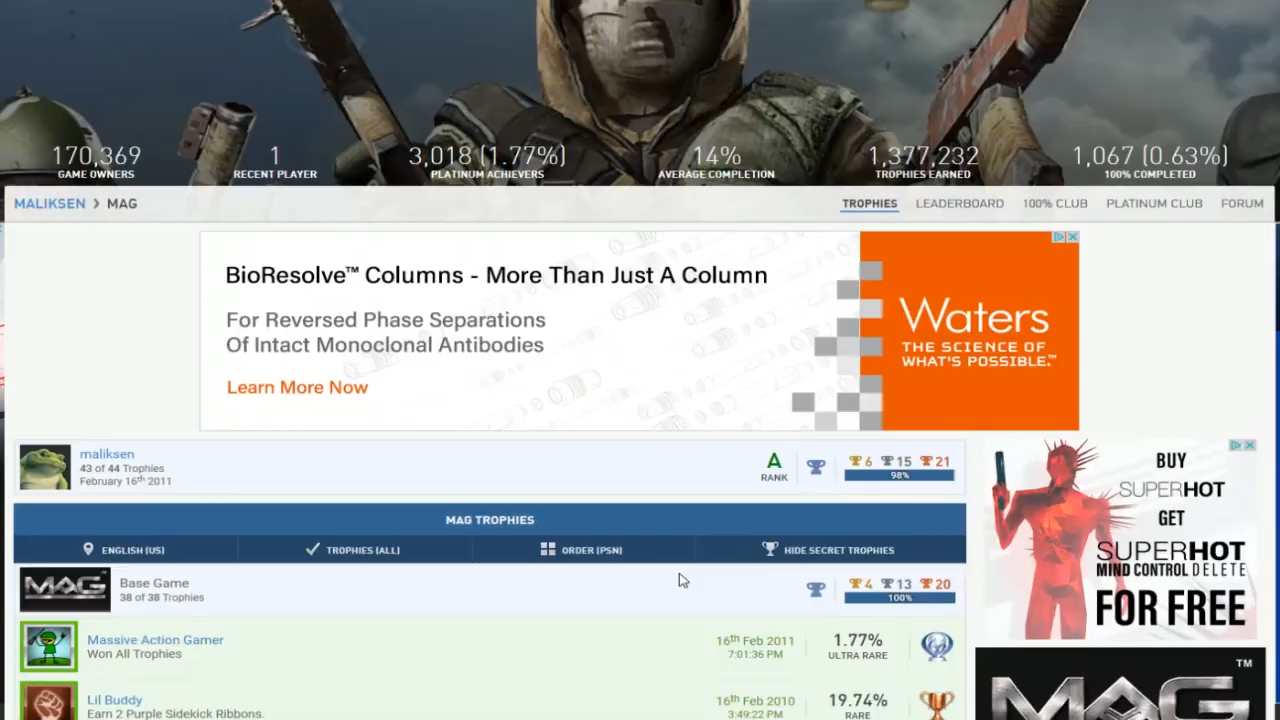 170,369
GAME OWNERS
1
RECENT PLAYER
3,018 (1.77%)
PLATINUM ACHIEVERS
14%
AVERAGE COMPLETION
1,377,232
TROPHIES EARNED
1,067 (0.63%)
100% COMPLETED
MALIKSEN > MAG
TROPHIES LEADERBOARD 100% CLUB PLATINUM CLUB FORUM
BioResolve™ Columns - More Than Just A Column
For Reversed Phase Separations
Of Intact Monoclonal Antibodies
Learn More Now
Waters
THE SCIENCE OF
WHAT'S POSSIBLE.™
maliksen
43 of 44 Trophies
February 16th 2011
A
RANK
6 15 21
98%
BUY
SUPERHOT
GET
SUPERHOT
MIND CONTROL DELETE
FOR FREE
MAG TROPHIES
ENGLISH (US) TROPHIES (ALL) ORDER (PSN) HIDE SECRET TROPHIES
MAG
Base Game
38 of 38 Trophies
4 13 20
100%
Massive Action Gamer
Won All Trophies
16th Feb 2011
7:01:36 PM
1.77%
ULTRA RARE
Lil Buddy
Earn 2 Purple Sidekick Ribbons.
16th Feb 2010
3:49:22 PM
19.74%
RARE
MAG
TM